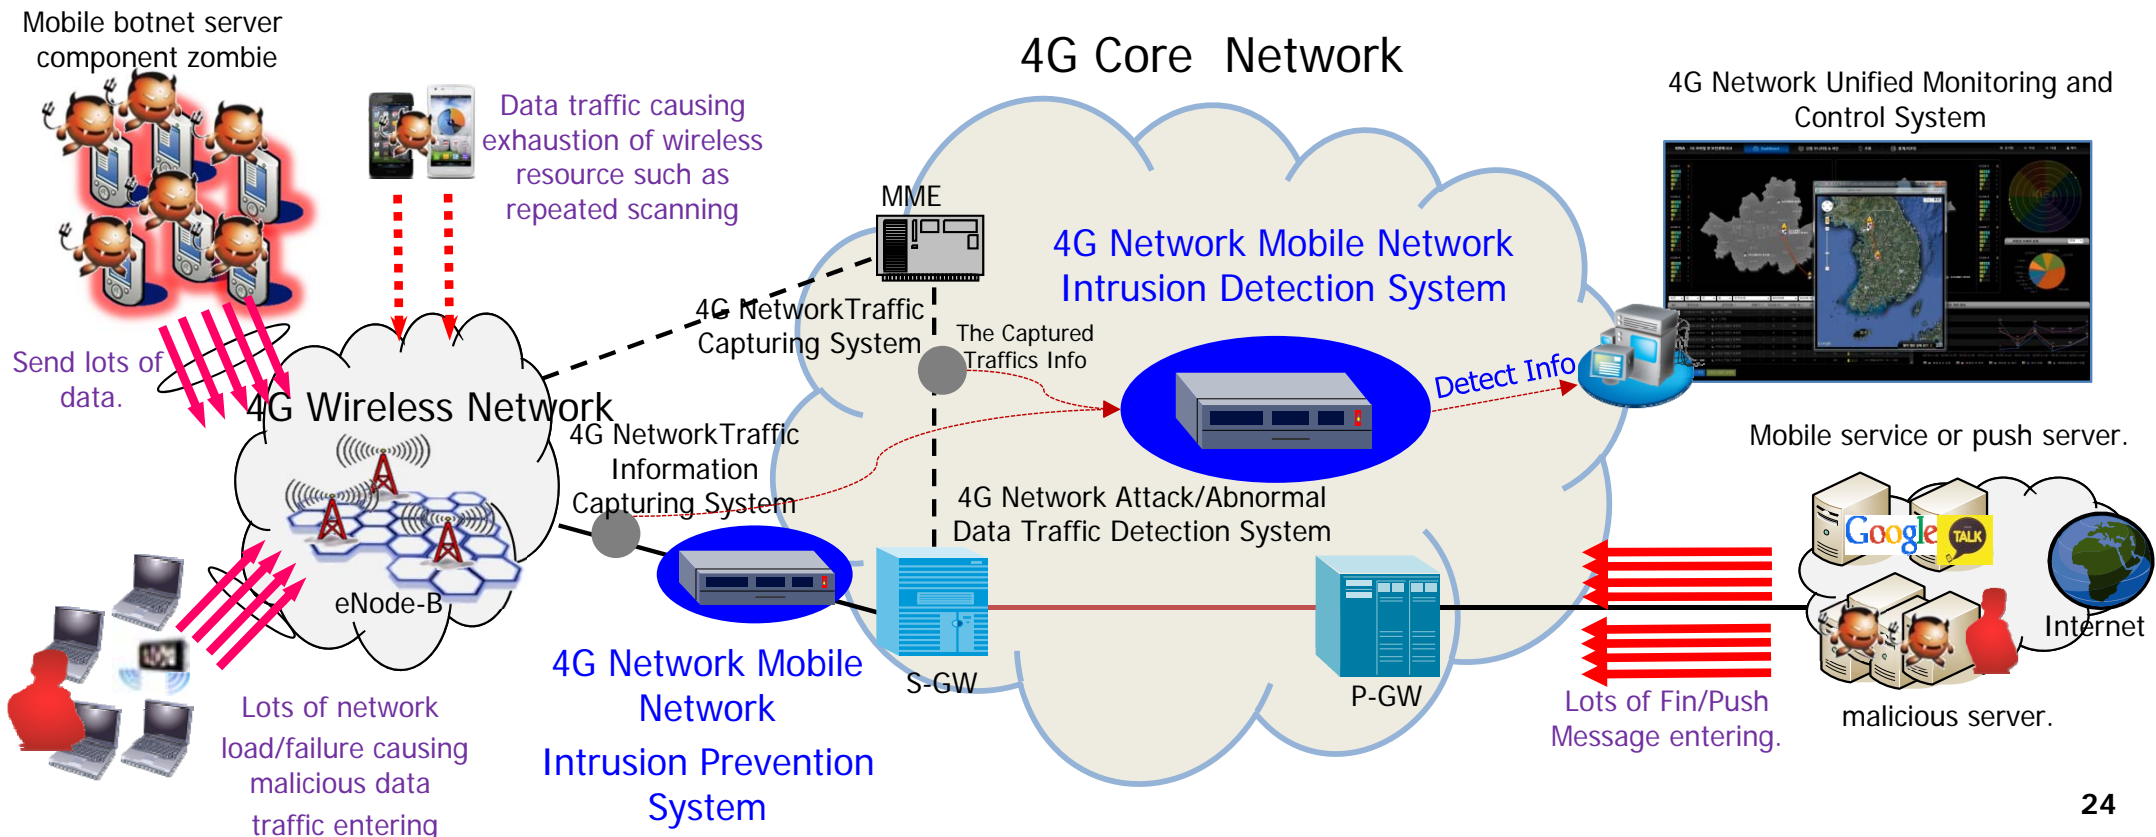 Mobile botnet server
component zombie
Data traffic causing
exhaustion of wireless
resource such as
repeated scanning
4G Core Network
4G Network Unified Monitoring and
Control System
MME
4G Network Mobile Network
Intrusion Detection System
4G NetworkTraffic
Capturing System
The Captured
Traffics Info
Detect Info
Send lots of
data.
4G Wireless Network
4G NetworkTraffic
Information
Capturing System
eNode-B
4G Network Attack/Abnormal
Data Traffic Detection System
Mobile service or push server.
Google
TALK
Internet
malicious server.
S-GW
P-GW
4G Network Mobile
Network
Intrusion Prevention
System
Lots of Fin/Push
Message entering.
Lots of network
load/failure causing
malicious data
traffic entering
24